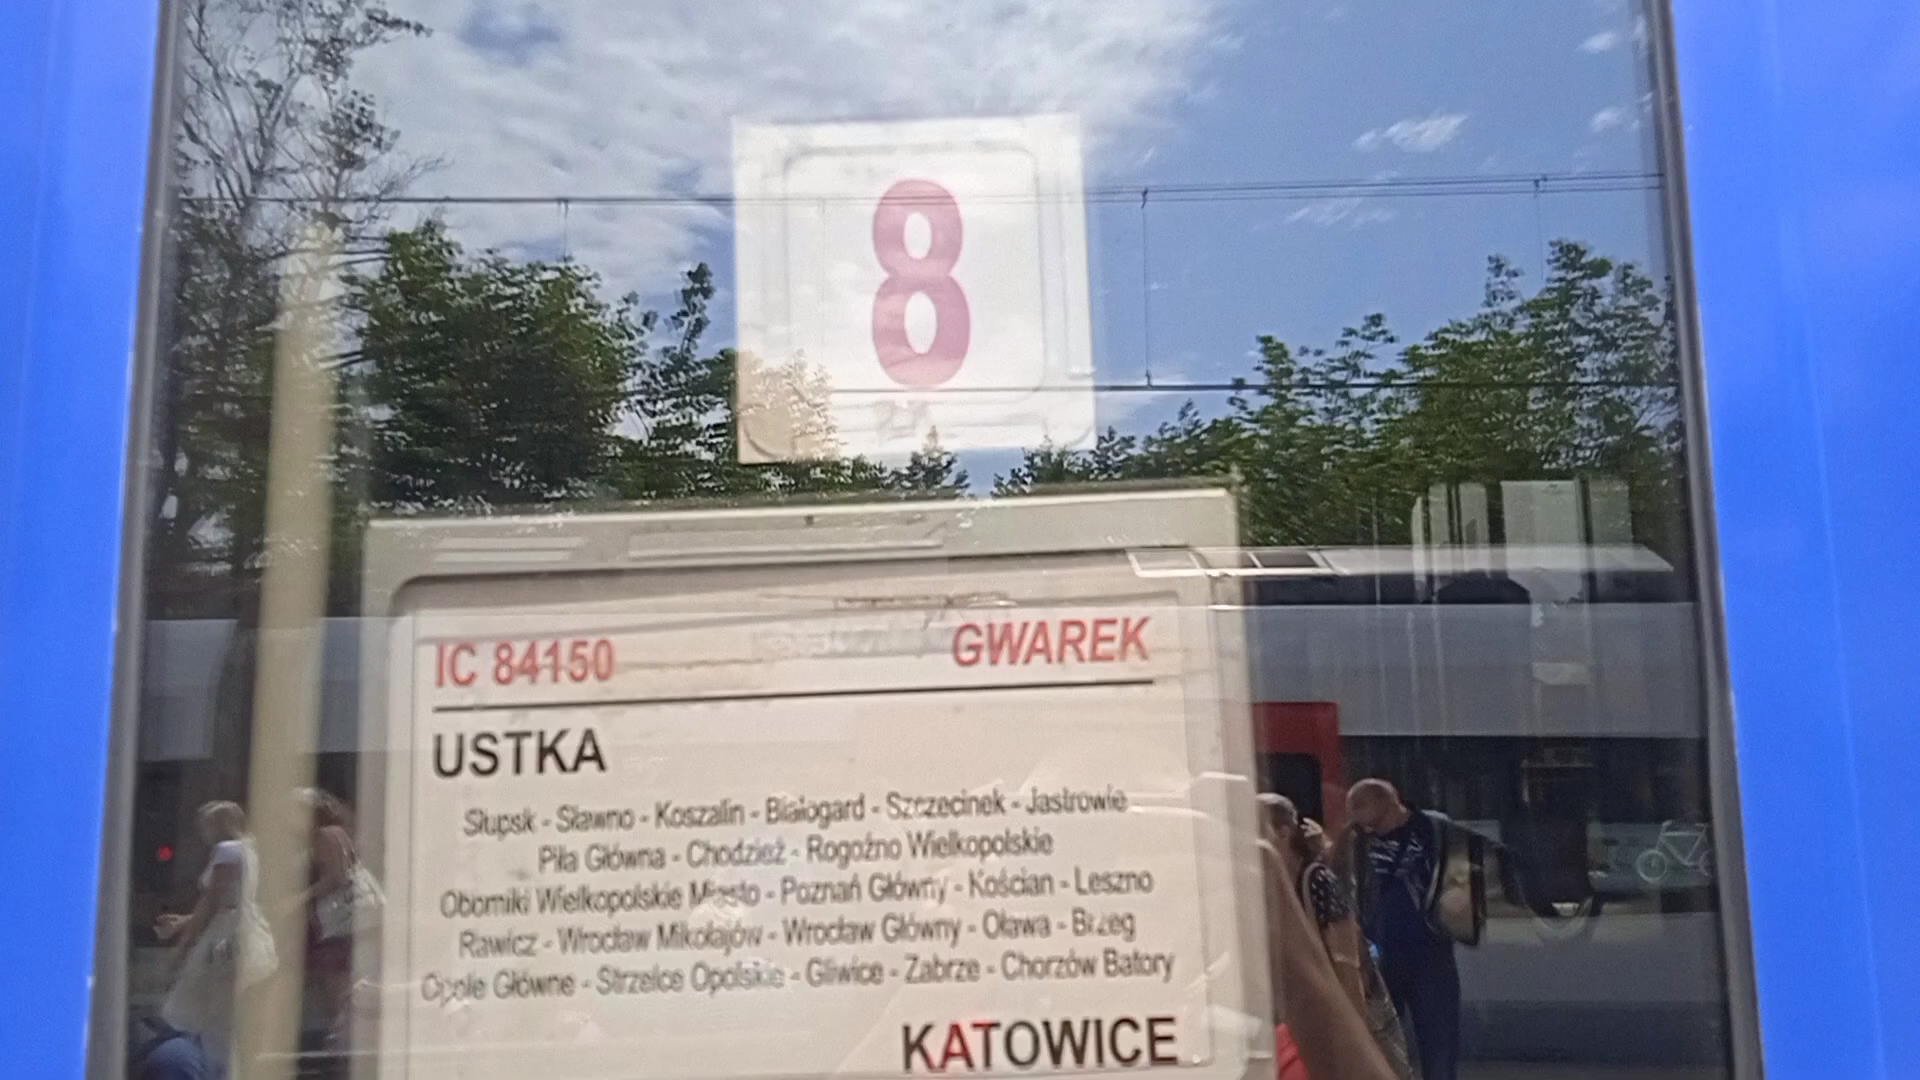 8
IC 84150 GWAREK
USTKA
Słupsk - Sławno - Koszalin - Białogard - Szczecinek - Jastrowie
Piła Główna - Chodzież - Rogoźno Wielkopolskie
Oborniki Wielkopolskie Miasto - Poznań Główny - Kościan - Leszno
Rawicz - Wrocław Mikołajów - Wrocław Główny - Oława - Brzeg
Opole Główne - Strzelce Opolskie - Gliwice - Zabrze - Chorzów Batory
KATOWICE